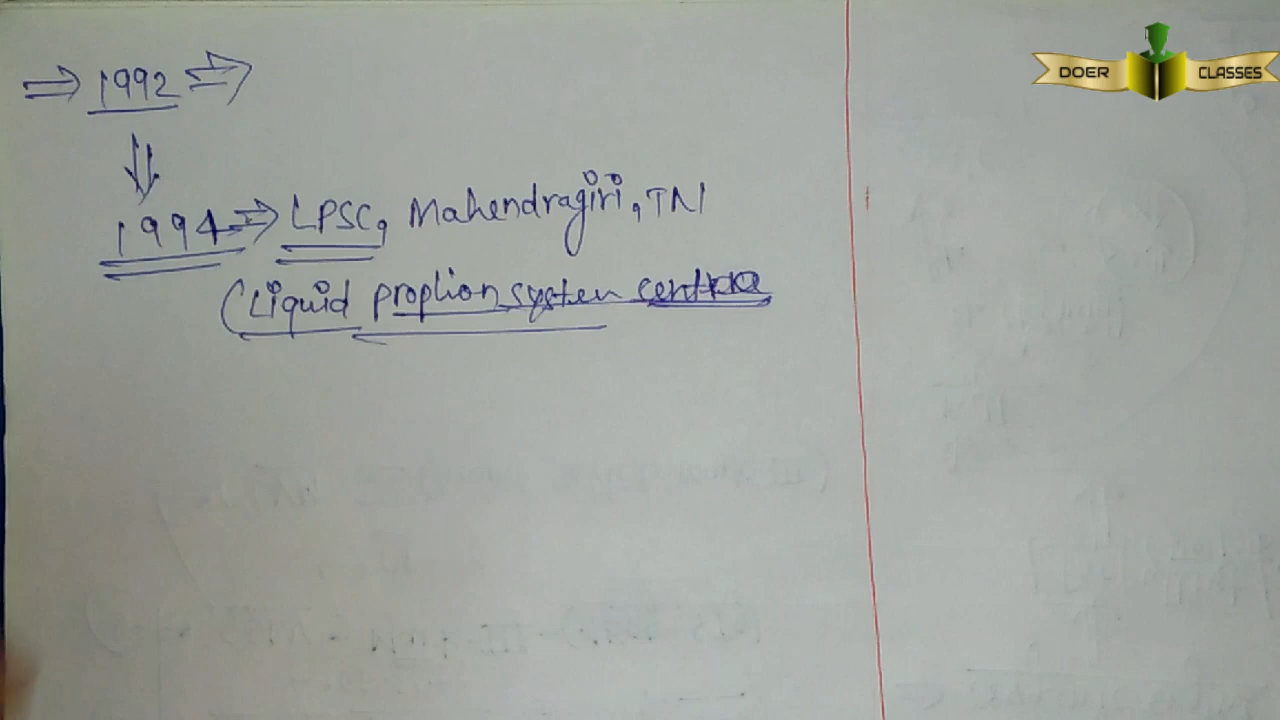 DOER CLASSES
⇒ 1992 ⇒
⇓
1994 ⇒ LPSC, Mahendragiri, TN
(Liquid proplion system centre